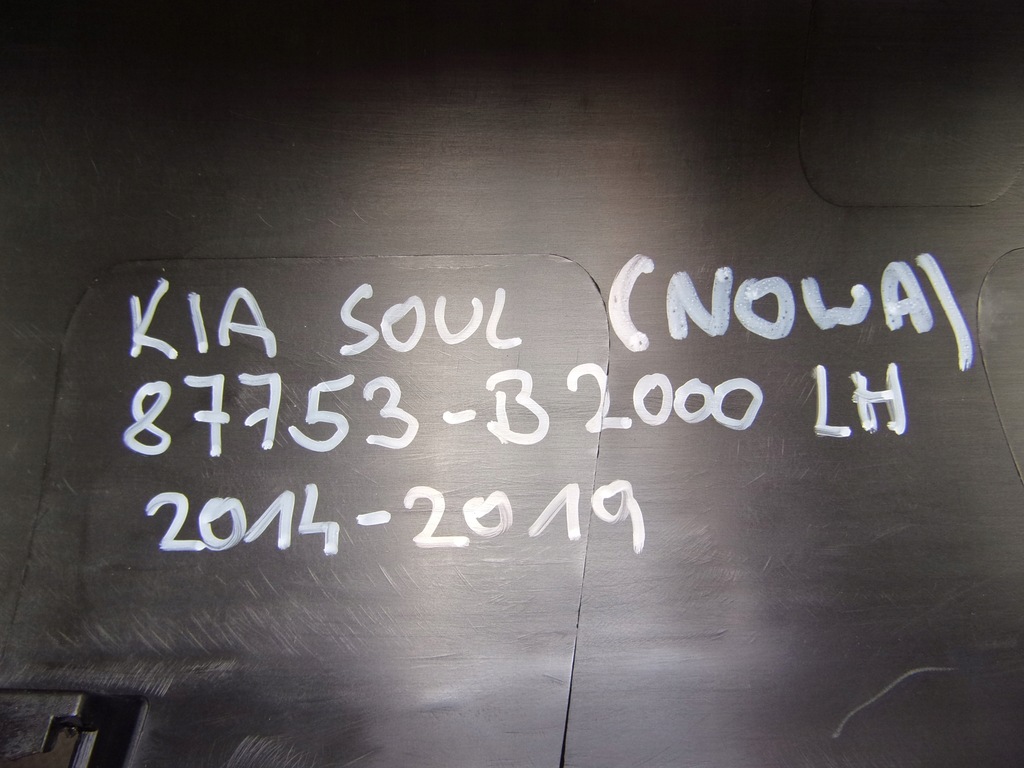 KIA SOUL (NOWA)
87753-B2000 LH
2014-2019